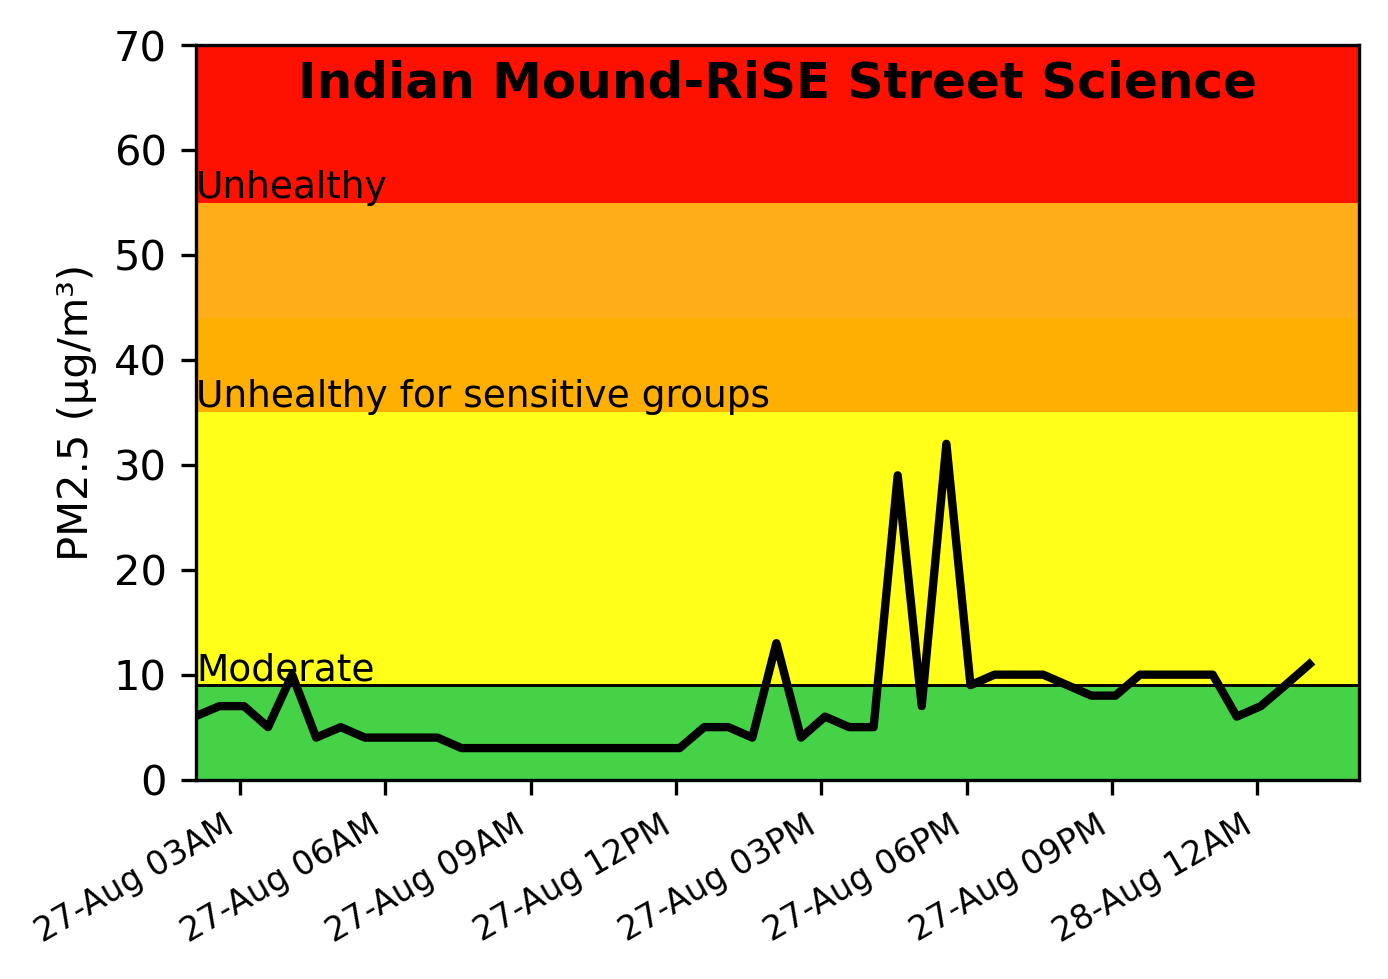 Indian Mound-RiSE Street Science
70
60
50
40
30
20
10
0
PM2.5 (µg/m³)
Unhealthy
Unhealthy for sensitive groups
Moderate
27-Aug 03AM
27-Aug 06AM
27-Aug 09AM
27-Aug 12PM
27-Aug 03PM
27-Aug 06PM
27-Aug 09PM
28-Aug 12AM